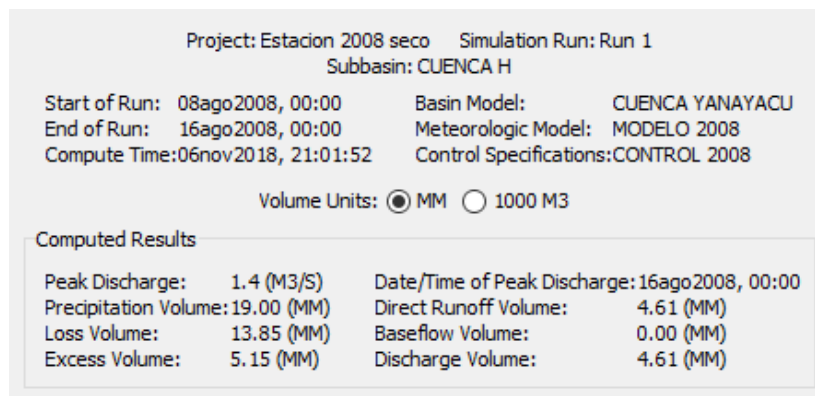 Project: Estacion 2008 seco Simulation Run: Run 1
Subbasin: CUENCA H
Start of Run: 08ago2008, 00:00 Basin Model: CUENCA YANAYACU
End of Run: 16ago2008, 00:00 Meteorologic Model: MODELO 2008
Compute Time:06nov2018, 21:01:52 Control Specifications:CONTROL 2008
Volume Units: MM 1000 M3
Computed Results
Peak Discharge: 1.4 (M3/S) Date/Time of Peak Discharge:16ago2008, 00:00
Precipitation Volume:19.00 (MM) Direct Runoff Volume: 4.61 (MM)
Loss Volume: 13.85 (MM) Baseflow Volume: 0.00 (MM)
Excess Volume: 5.15 (MM) Discharge Volume: 4.61 (MM)